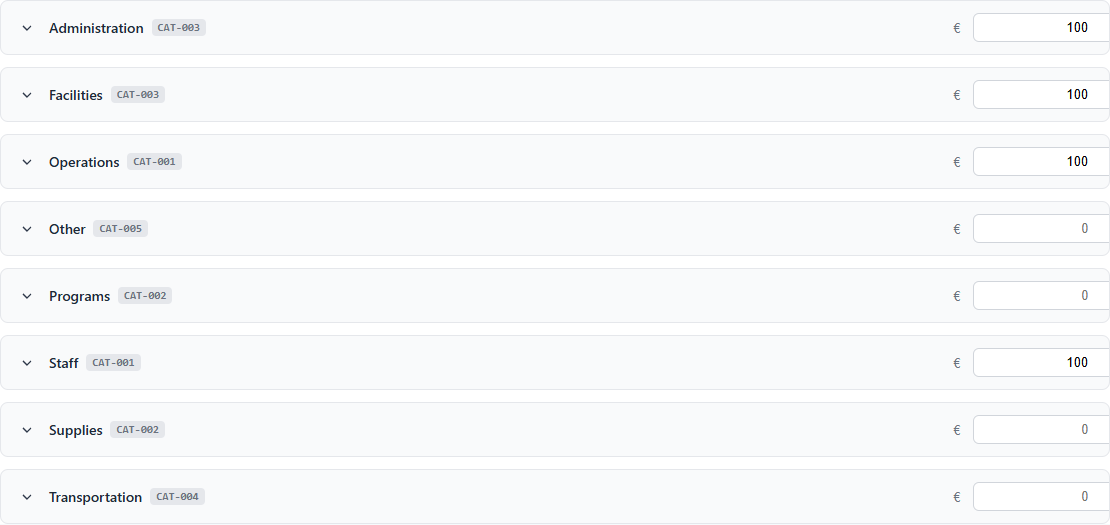 Administration CAT-003 € 100
Facilities CAT-003 € 100
Operations CAT-001 € 100
Other CAT-005 € 0
Programs CAT-002 € 0
Staff CAT-001 € 100
Supplies CAT-002 € 0
Transportation CAT-004 € 0